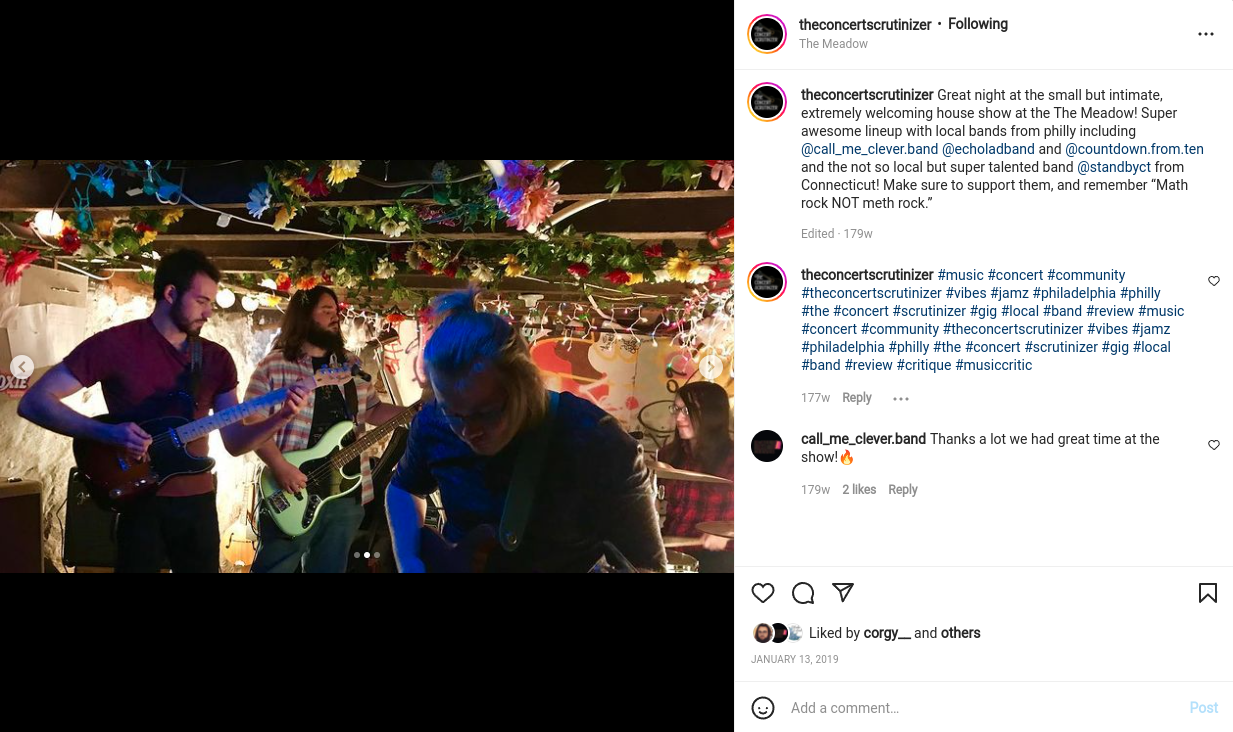 theconcertscrutinizer • Following
The Meadow
theconcertscrutinizer Great night at the small but intimate,
extremely welcoming house show at the The Meadow! Super
awesome lineup with local bands from philly including
@call_me_clever.band @echoladband and @countdown.from.ten
and the not so local but super talented band @standbyct from
Connecticut! Make sure to support them, and remember “Math
rock NOT meth rock.”
Edited · 179w
theconcertscrutinizer #music #concert #community
#theconcertscrutinizer #vibes #jamz #philadelphia #philly
#the #concert #scrutinizer #gig #local #band #review #music
#concert #community #theconcertscrutinizer #vibes #jamz
#philadelphia #philly #the #concert #scrutinizer #gig #local
#band #review #critique #musiccritic
177w Reply
call_me_clever.band Thanks a lot we had great time at the
show!🔥
179w 2 likes Reply
Liked by corgy__ and others
JANUARY 13, 2019
Add a comment…
Post